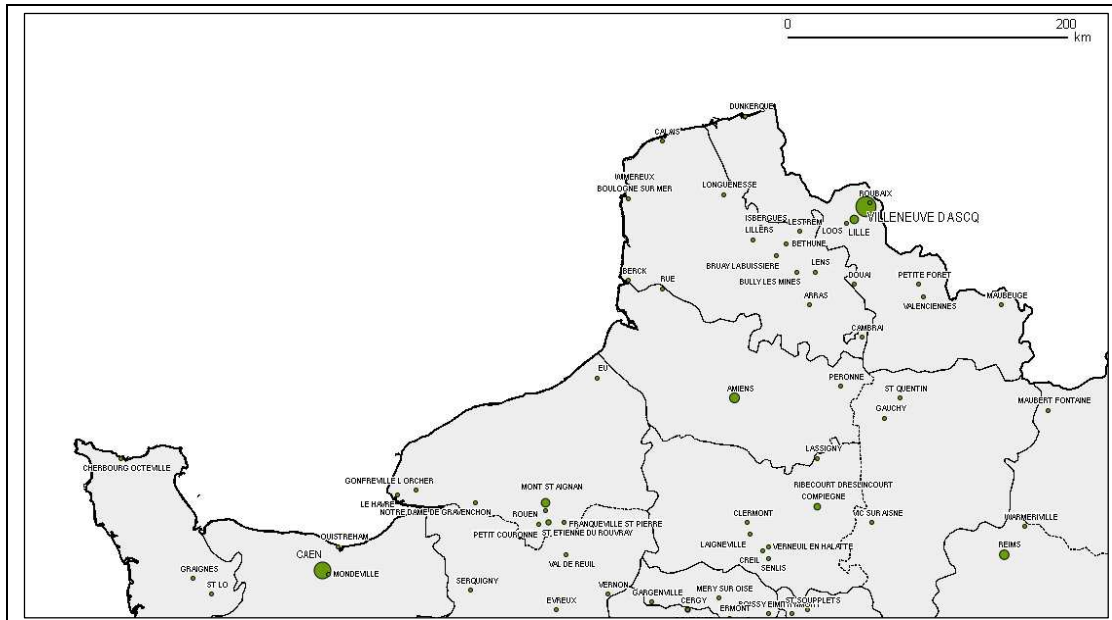 0 200
km
DUNKERQUE
CALAIS
WIMEREUX
BOULOGNE SUR MER
LONGUENESSE
ROUBAIX
VILLENEUVE D ASCQ
ISBERGUES
LESTREM
LOOS
LILLE
LILLERS
BETHUNE
BRUAY LABUISSIERE
LENS
BERCK
RUE
BULLY LES MINES
DOUAI
PETITE FORET
ARRAS
VALENCIENNES
MAUBEUGE
CAMBRAI
EU
PERONNE
AMIENS
ST QUENTIN
MAUBERT FONTAINE
GAUCHY
LASSIGNY
CHERBOURG OCTEVILLE
GONFREVILLE L ORCHER
MONT ST AIGNAN
RIBECOURT DRESLINCOURT
COMPIEGNE
LE HAVRE
NOTRE DAME DE GRAVENCHON
ROUEN
FRANQUEVILLE ST PIERRE
CLERMONT
VIC SUR AISNE
WARMERIVILLE
PETIT COURONNE
ST ETIENNE DU ROUVRAY
OUISTREHAM
LAIGNEVILLE
VERNEUIL EN HALATTE
REIMS
CAEN
CREIL
VAL DE REUIL
SENLIS
GRAIGNES
MONDEVILLE
ST LO
SERQUIGNY
VERNON
GARGENVILLE
MERY SUR OISE
EVREUX
CERGY
ERMONT
ST SOUPPLETS